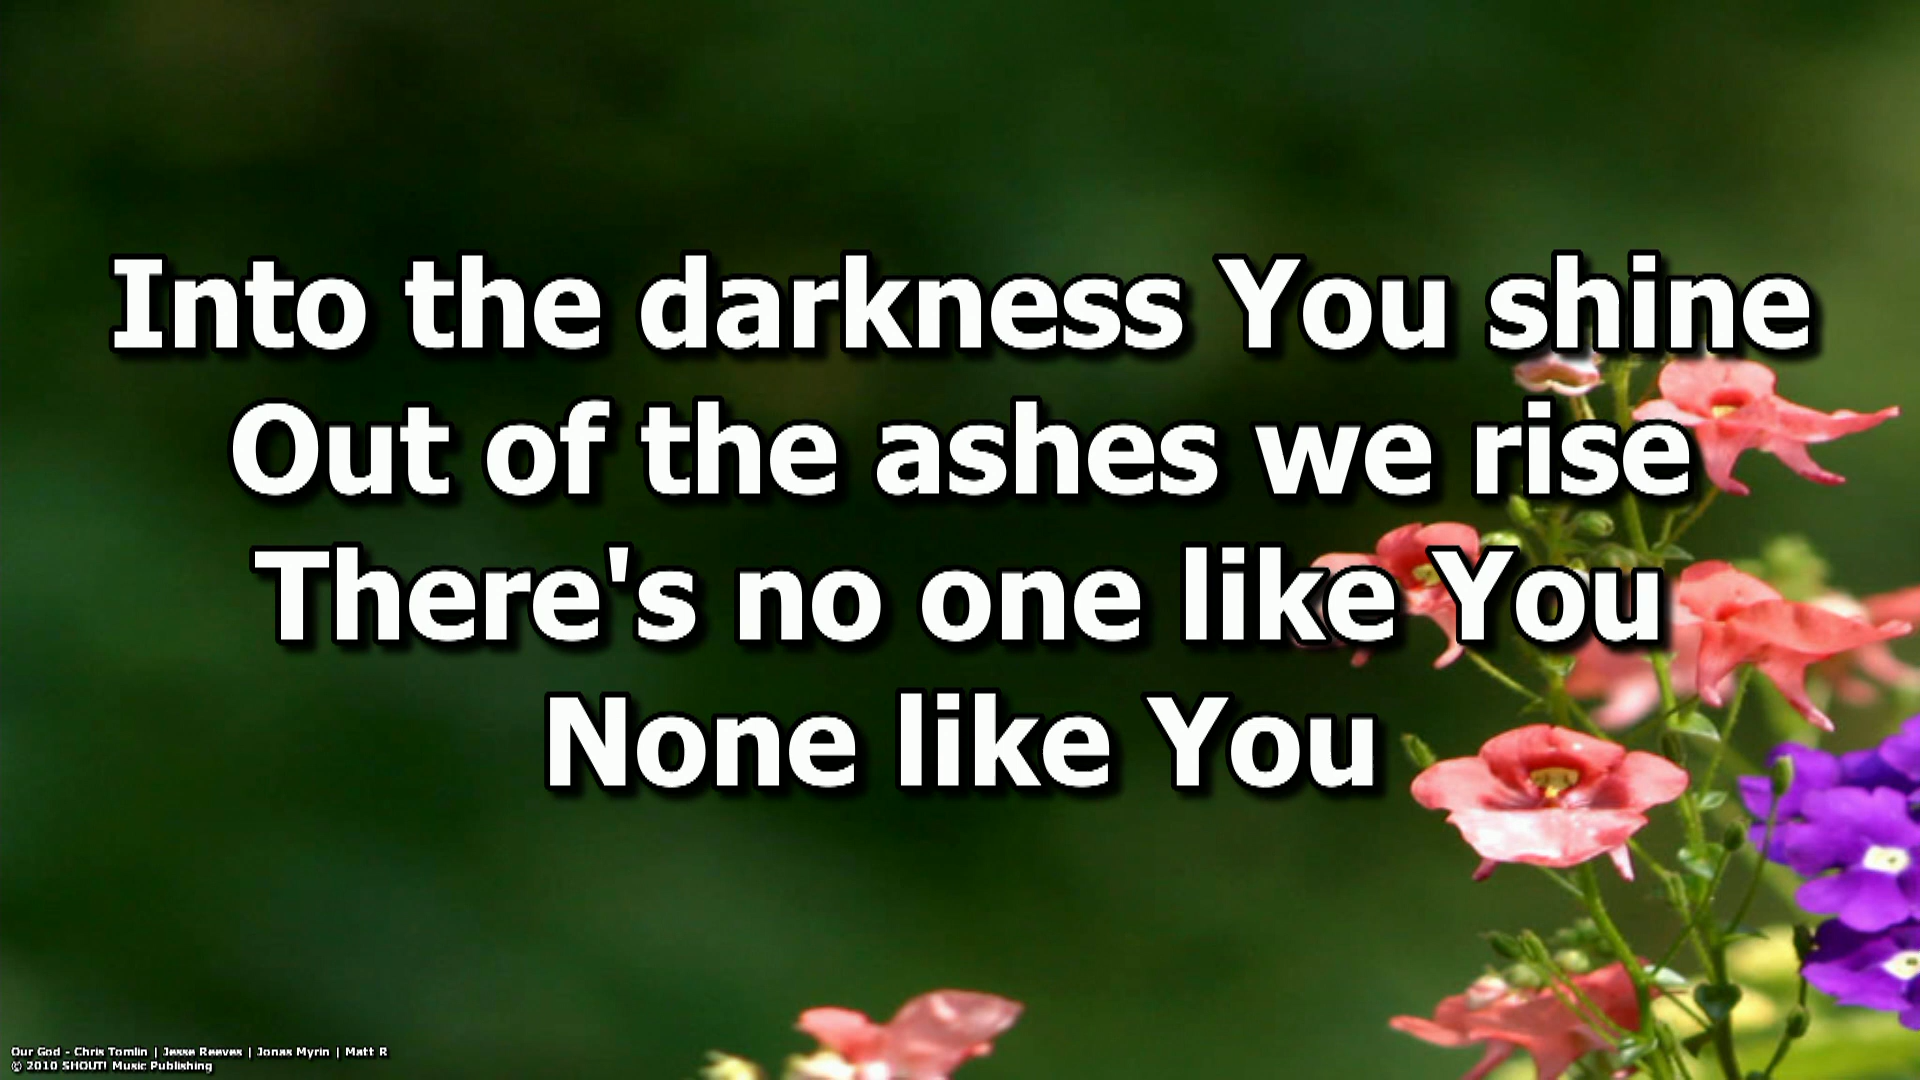 Into the darkness You shine
Out of the ashes we rise
There's no one like You
None like You
Our God - Chris Tomlin | Jesse Reeves | Jonas Myrin | Matt R
© 2010 SHOUT! Music Publishing